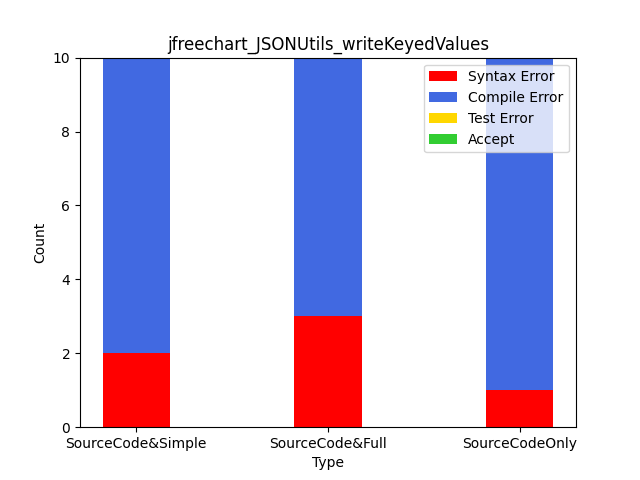 jfreechart_JSONUtils_writeKeyedValues
10
8
6
4
2
0
Count
Syntax Error
Compile Error
Test Error
Accept
SourceCode&Simple
SourceCode&Full
SourceCodeOnly
Type